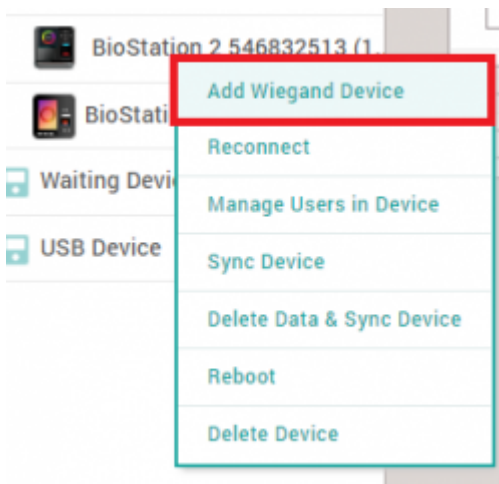 BioStation 2 546832513 (1.
Add Wiegand Device
BioStati
Reconnect
Waiting Devi
Manage Users in Device
USB Device
Sync Device
Delete Data & Sync Device
Reboot
Delete Device